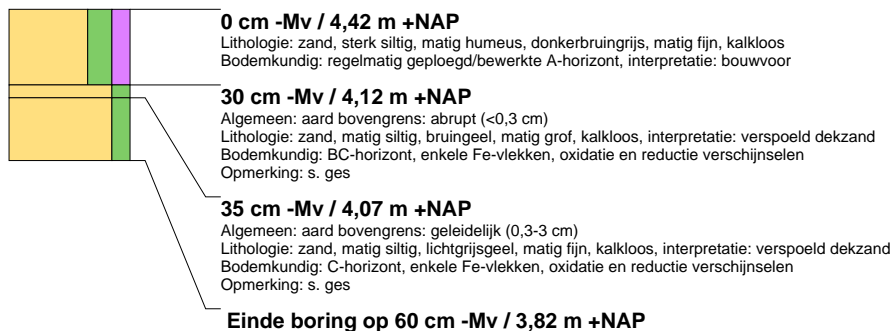 0 cm -Mv / 4,42 m +NAP
Lithologie: zand, sterk siltig, matig humeus, donkerbruingrijs, matig fijn, kalkloos
Bodemkundig: regelmatig geploegd/bewerkte A-horizont, interpretatie: bouwvoor
30 cm -Mv / 4,12 m +NAP
Algemeen: aard bovengrens: abrupt (<0,3 cm)
Lithologie: zand, matig siltig, bruingeel, matig grof, kalkloos, interpretatie: verspoeld dekzand
Bodemkundig: BC-horizont, enkele Fe-vlekken, oxidatie en reductie verschijnselen
Opmerking: s. ges
35 cm -Mv / 4,07 m +NAP
Algemeen: aard bovengrens: geleidelijk (0,3-3 cm)
Lithologie: zand, matig siltig, lichtgrijsgeel, matig fijn, kalkloos, interpretatie: verspoeld dekzand
Bodemkundig: C-horizont, enkele Fe-vlekken, oxidatie en reductie verschijnselen
Opmerking: s. ges
Einde boring op 60 cm -Mv / 3,82 m +NAP